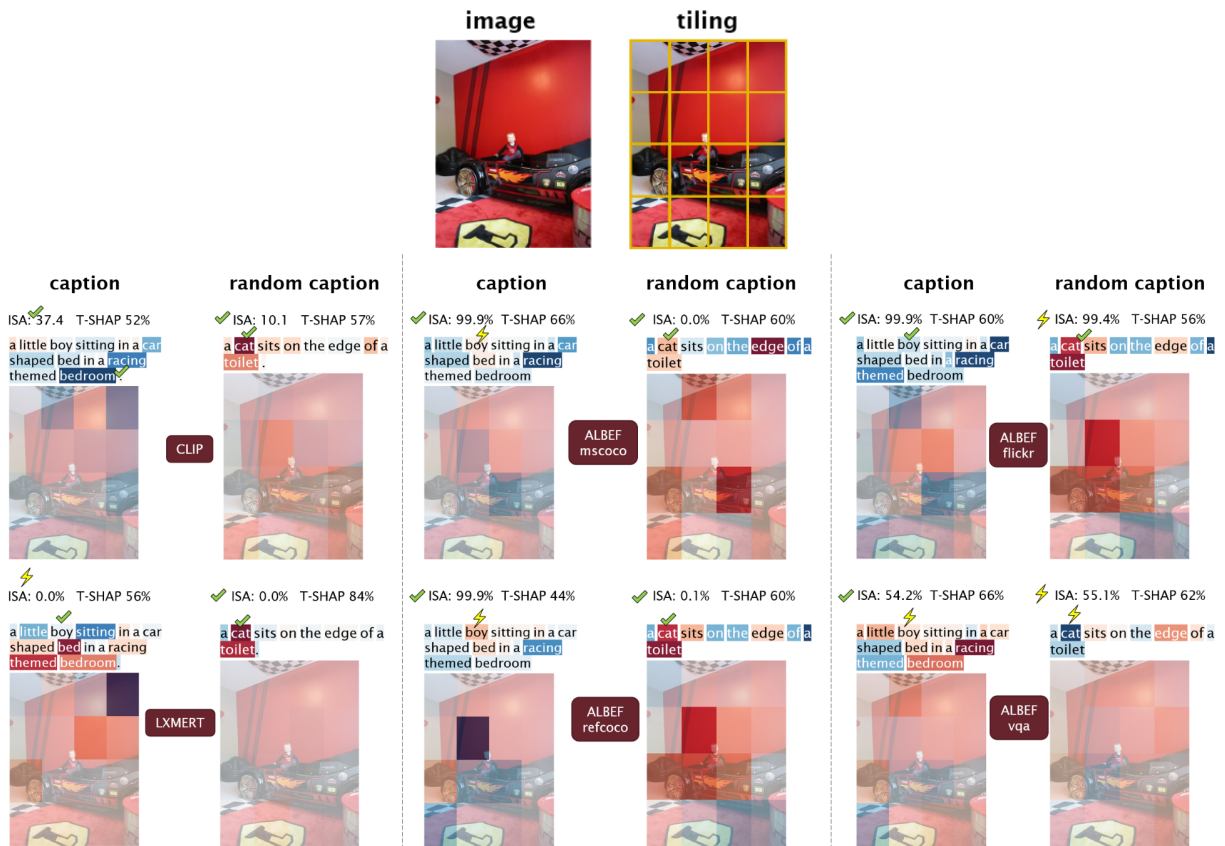 image
tiling
caption
random caption
caption
random caption
caption
random caption
ISA: 37.4 T-SHAP 52%
a little boy sitting in a car
shaped bed in a racing
themed bedroom .
ISA: 10.1 T-SHAP 57%
a cat sits on the edge of a
toilet .
CLIP
ISA: 99.9% T-SHAP 66%
a little boy sitting in a car
shaped bed in a racing
themed bedroom
ISA: 0.0% T-SHAP 60%
a cat sits on the edge of a
toilet
ALBEF
mscoco
ISA: 99.9% T-SHAP 60%
a little boy sitting in a car
shaped bed in a racing
themed bedroom
ISA: 99.4% T-SHAP 56%
a cat sits on the edge of a
toilet
ALBEF
flickr
ISA: 0.0% T-SHAP 56%
a little boy sitting in a car
shaped bed in a racing
themed bedroom.
ISA: 0.0% T-SHAP 84%
a cat sits on the edge of a
toilet.
LXMERT
ISA: 99.9% T-SHAP 44%
a little boy sitting in a car
shaped bed in a racing
themed bedroom
ISA: 0.1% T-SHAP 60%
a cat sits on the edge of a
toilet
ALBEF
refcoco
ISA: 54.2% T-SHAP 66%
a little boy sitting in a car
shaped bed in a racing
themed bedroom
ISA: 55.1% T-SHAP 62%
a cat sits on the edge of a
toilet
ALBEF
vqa